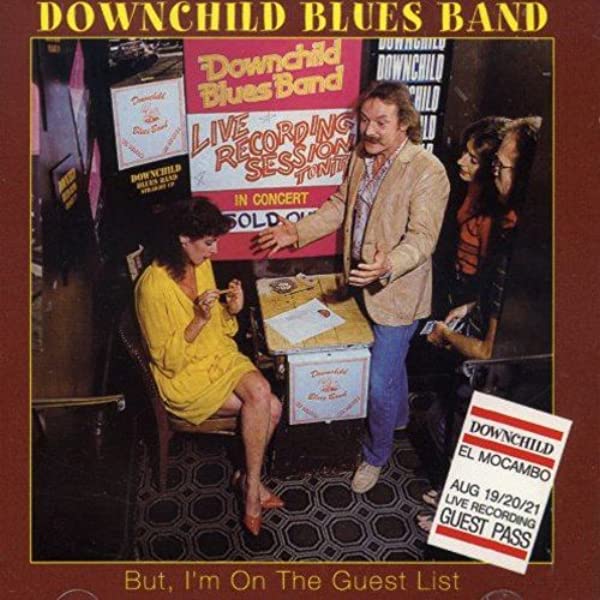 DOWNCHILD BLUES BAND
Downchild
Blues Band
LIVE
RECORDING
SESSION
IN CONCERT
SOLD OUT
Downchild
Blues Band
DOWNCHILD
BLUES BAND
STRAIGHT UP
DOWNCHILD
DOWNCHILD
DOWNCHILD
Downchild
Blues Band
DOWNCHILD
EL MOCAMBO
AUG 19/20/21
LIVE RECORDING
GUEST PASS
But, I'm On The Guest List